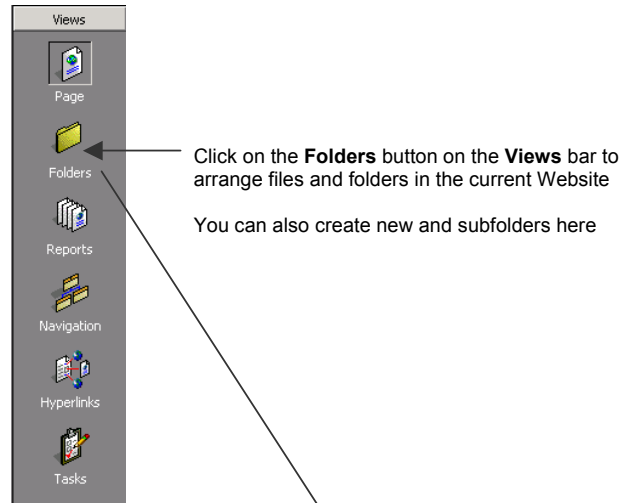 Views
Page
Folders
Click on the Folders button on the Views bar to
arrange files and folders in the current Website
You can also create new and subfolders here
Reports
Navigation
Hyperlinks
Tasks